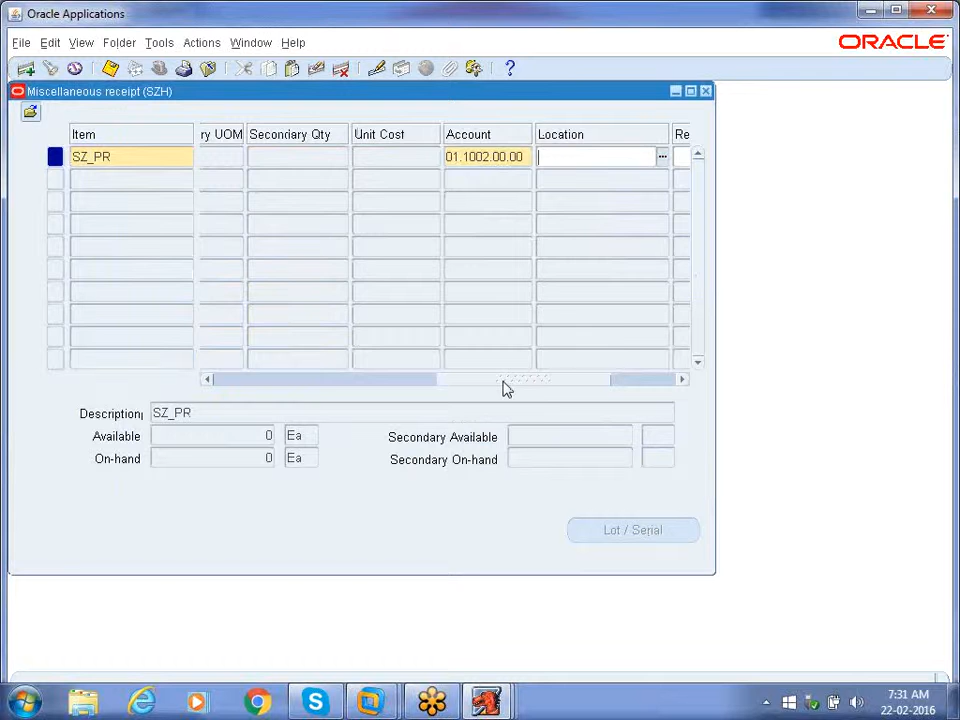 Oracle Applications
File Edit View Folder Tools Actions Window Help
ORACLE
Miscellaneous receipt (SZH)
Item ry UOM Secondary Qty Unit Cost Account Location Re
SZ_PR 01.1002.00.00
Description SZ_PR
Available 0 Ea Secondary Available
On-hand 0 Ea Secondary On-hand
Lot / Serial
7:31 AM
22-02-2016